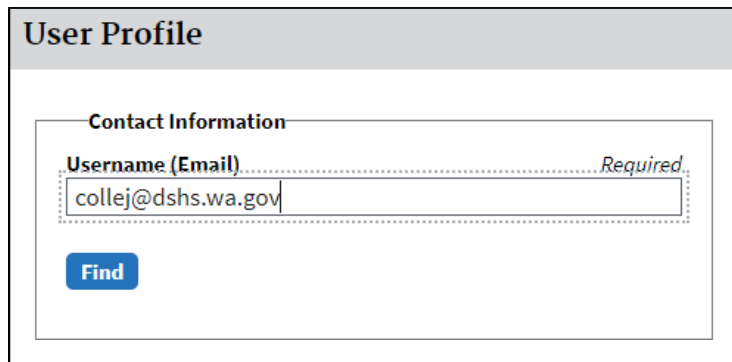 User Profile
Contact Information
Username (Email) Required
collej@dshs.wa.gov
Find